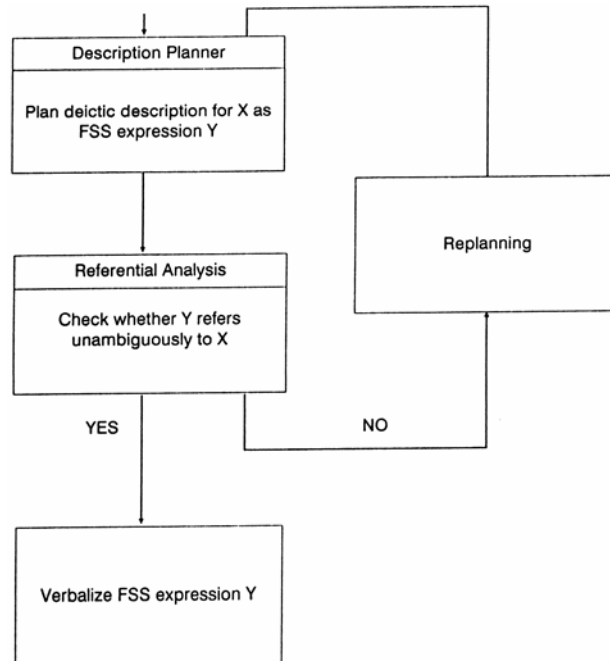 Description Planner
Plan deictic description for X as
FSS expression Y
Replanning
Referential Analysis
Check whether Y refers
unambiguously to X
YES
NO
Verbalize FSS expression Y